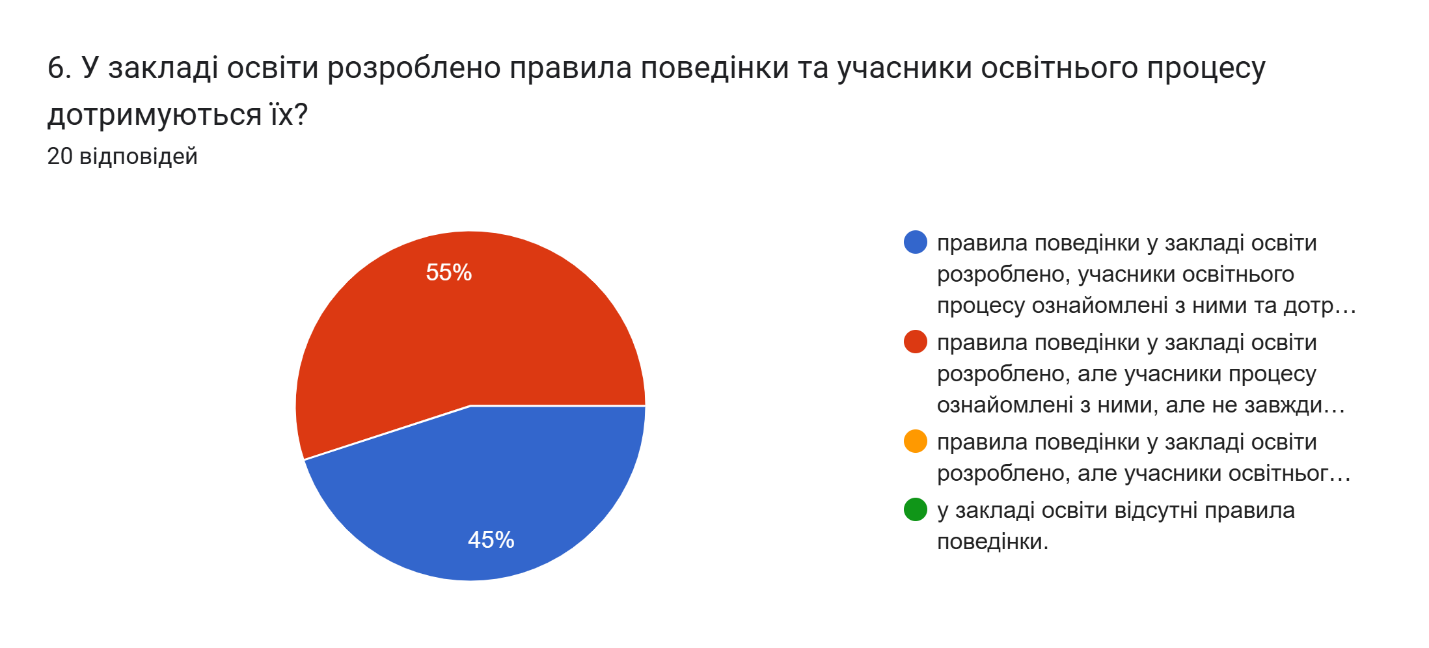 6. У закладі освіти розроблено правила поведінки та учасники освітнього процесу
дотримуються їх?
20 відповідей
55%
45%
правила поведінки у закладі освіти
розроблено, учасники освітнього
процесу ознайомлені з ними та дотр…
правила поведінки у закладі освіти
розроблено, але учасники процесу
ознайомлені з ними, але не завжди…
правила поведінки у закладі освіти
розроблено, але учасники освітньог…
у закладі освіти відсутні правила
поведінки.